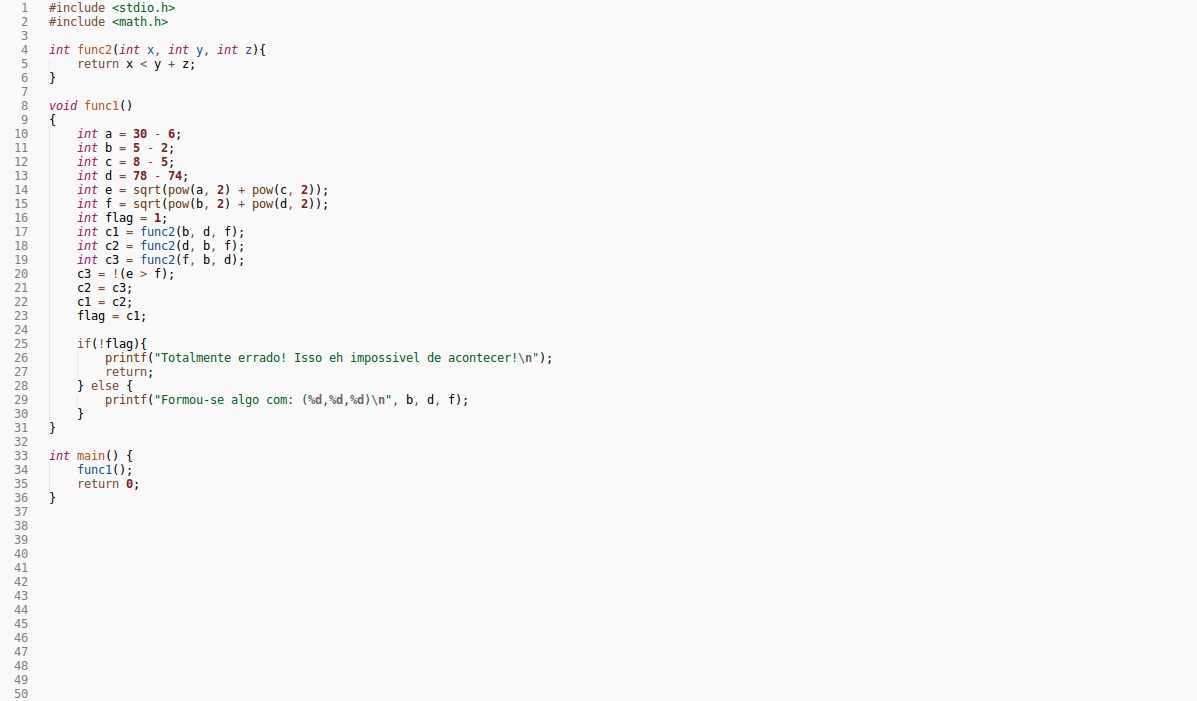 1 #include <stdio.h>
2 #include <math.h>
3
4 int func2(int x, int y, int z){
5     return x < y + z;
6 }
7
8 void func1()
9 {
10     int a = 30 - 6;
11     int b = 5 - 2;
12     int c = 8 - 5;
13     int d = 78 - 74;
14     int e = sqrt(pow(a, 2) + pow(c, 2));
15     int f = sqrt(pow(b, 2) + pow(d, 2));
16     int flag = 1;
17     int c1 = func2(b, d, f);
18     int c2 = func2(d, b, f);
19     int c3 = func2(f, b, d);
20     c3 = !(e > f);
21     c2 = c3;
22     c1 = c2;
23     flag = c1;
24
25     if(!flag){
26         printf("Totalmente errado! Isso eh impossivel de acontecer!\n");
27         return;
28     } else {
29         printf("Formou-se algo com: (%d,%d,%d)\n", b, d, f);
30     }
31 }
32
33 int main() {
34     func1();
35     return 0;
36 }
37
38
39
40
41
42
43
44
45
46
47
48
49
50